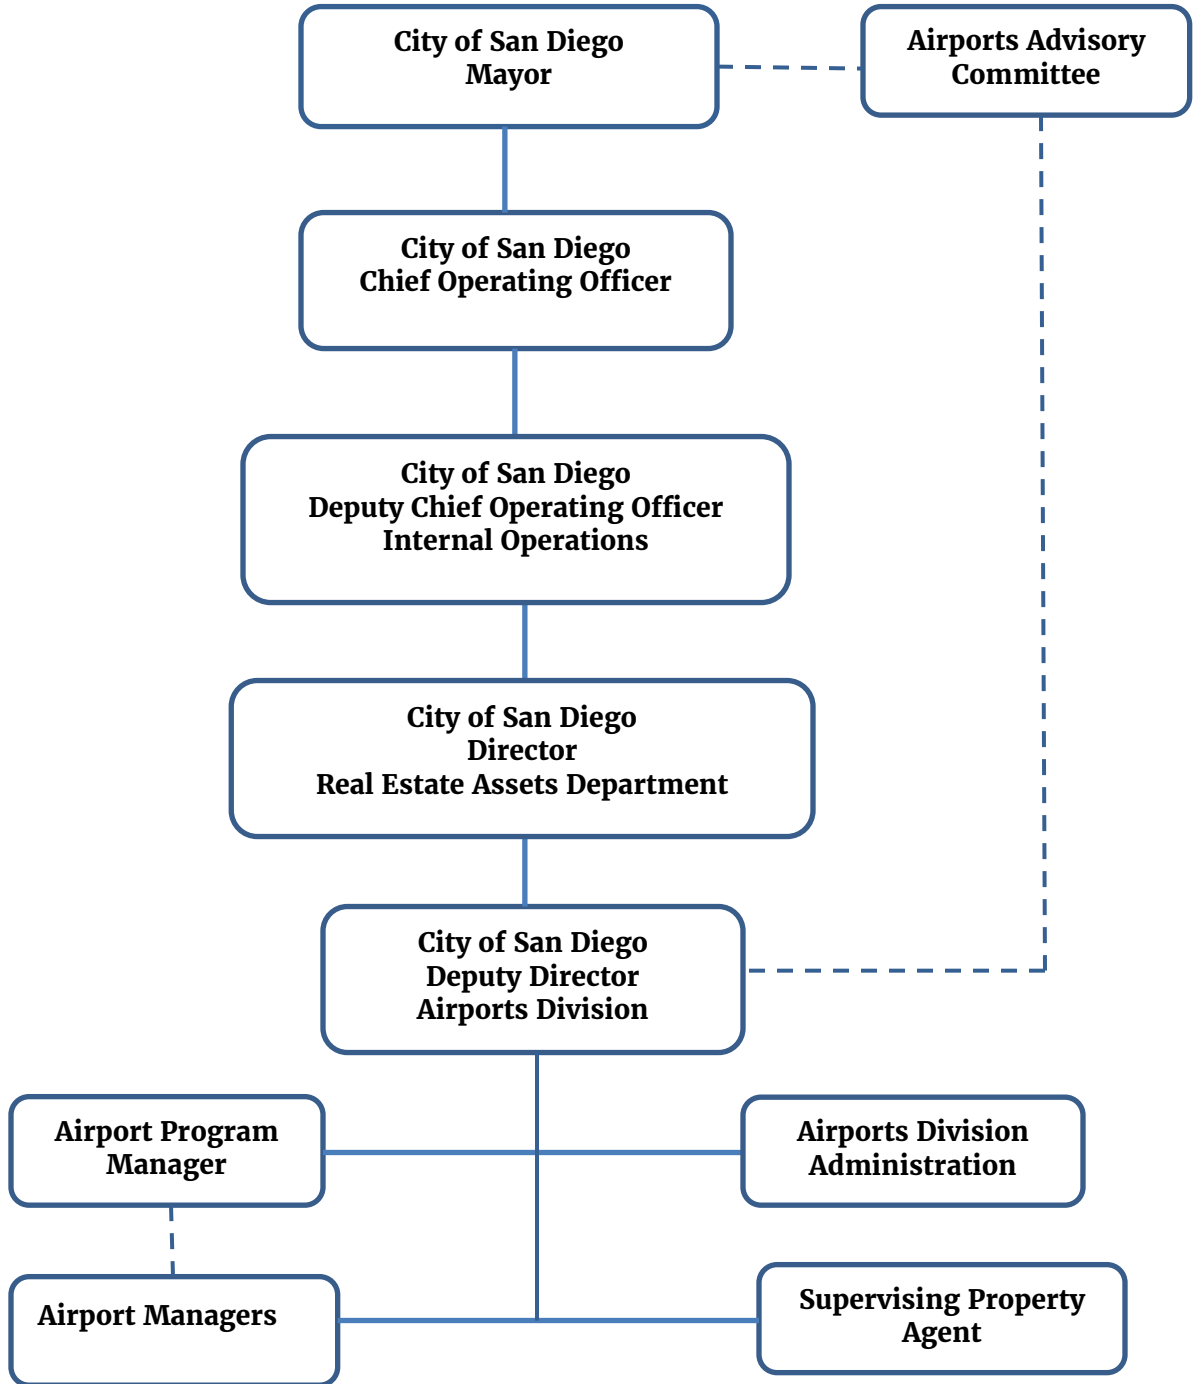 City of San Diego
Mayor
Airports Advisory
Committee
City of San Diego
Chief Operating Officer
City of San Diego
Deputy Chief Operating Officer
Internal Operations
City of San Diego
Director
Real Estate Assets Department
City of San Diego
Deputy Director
Airports Division
Airport Program
Manager
Airports Division
Administration
Airport Managers
Supervising Property
Agent